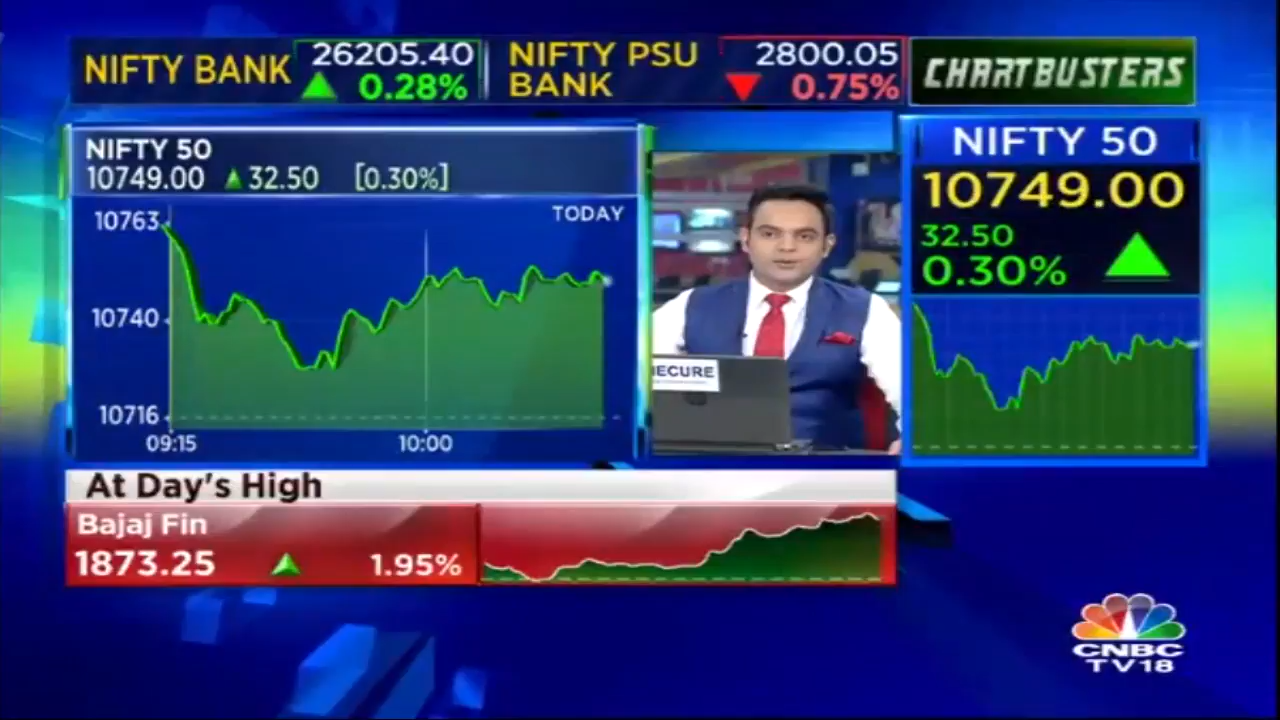 NIFTY BANK
26205.40
0.28%
NIFTY PSU
BANK
2800.05
0.75%
CHARTBUSTERS
NIFTY 50
10749.00 32.50 [0.30%]
TODAY
10763
10740
10716
09:15 10:00
ECURE
NIFTY 50
10749.00
32.50
0.30%
At Day's High
Bajaj Fin
1873.25 1.95%
CNBC
TV18